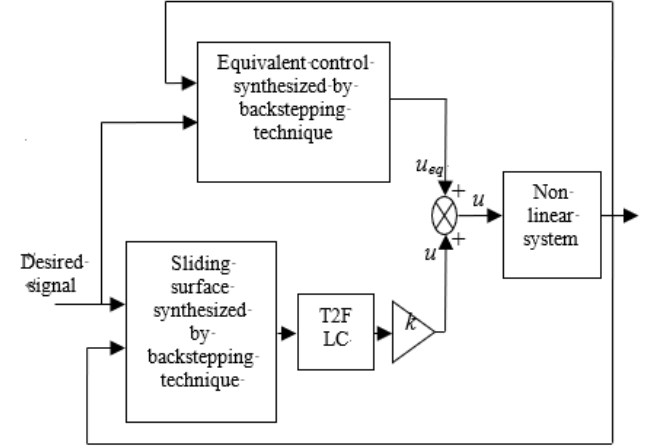 Equivalent control
synthesized by
backstepping
technique
u_eq
+
u
Non-
linear
system
+
u
Desired
signal
Sliding
surface
synthesized
by
backstepping
technique
T2F
LC
k